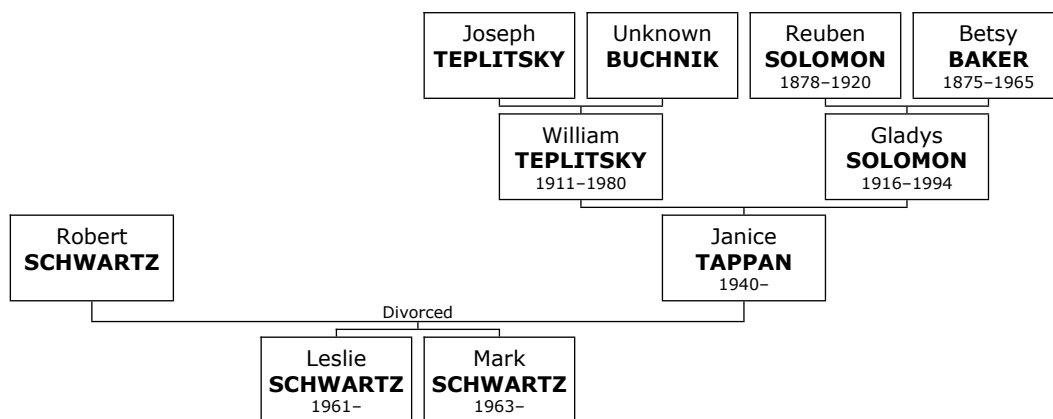 Joseph
TEPLITSKY
Unknown
BUCHNIK
Reuben
SOLOMON
1878–1920
Betsy
BAKER
1875–1965
William
TEPLITSKY
1911–1980
Gladys
SOLOMON
1916–1994
Robert
SCHWARTZ
Janice
TAPPAN
1940–
Divorced
Leslie
SCHWARTZ
1961–
Mark
SCHWARTZ
1963–